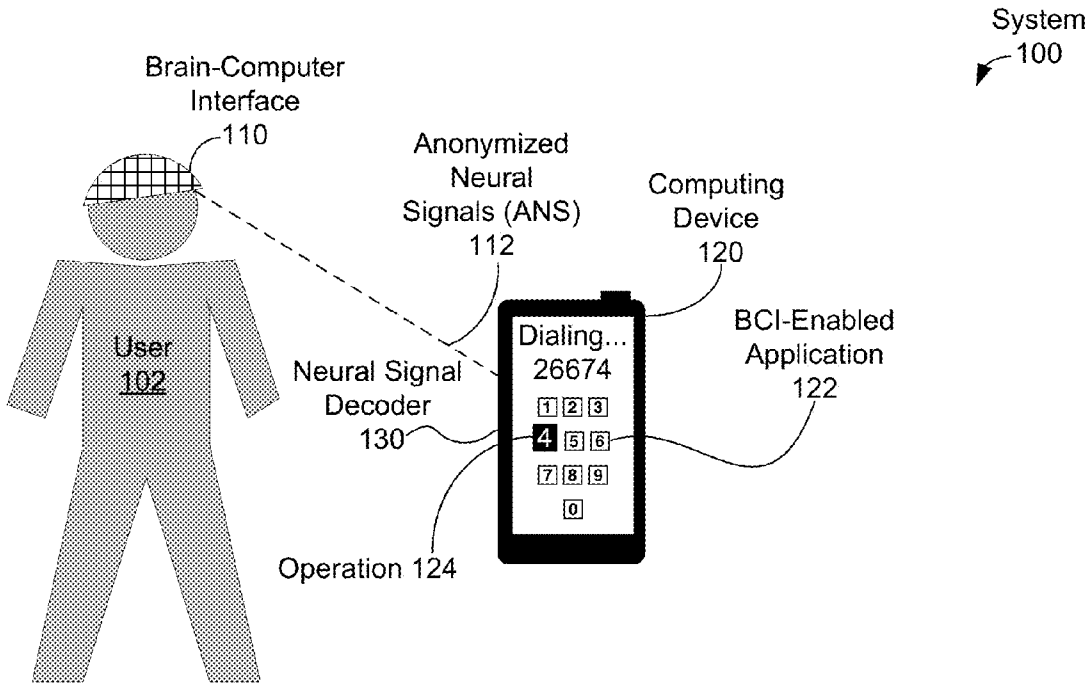 System
100
Brain-Computer
Interface
110
Anonymized
Neural
Signals (ANS)
112
Computing
Device
120
BCI-Enabled
Application
122
User
102
Neural Signal
Decoder
130
Dialing...
26674
1 2 3
4 5 6
7 8 9
0
Operation 124